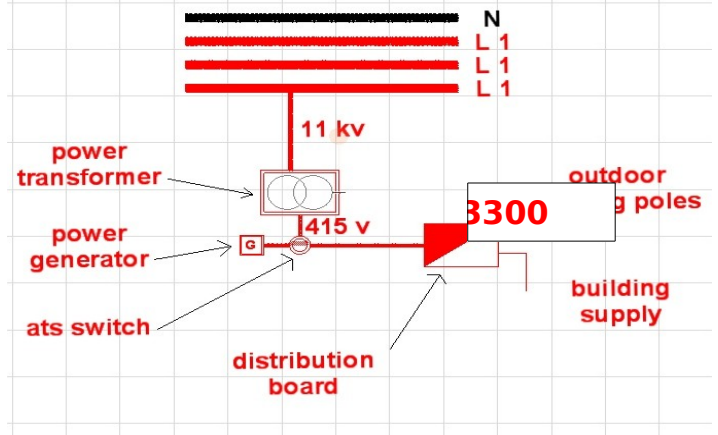 N
L 1
L 1
L 1
11 kv
power
transformer
outdoor
poles
3300
415 v
power
generator
G
building
supply
ats switch
distribution
board